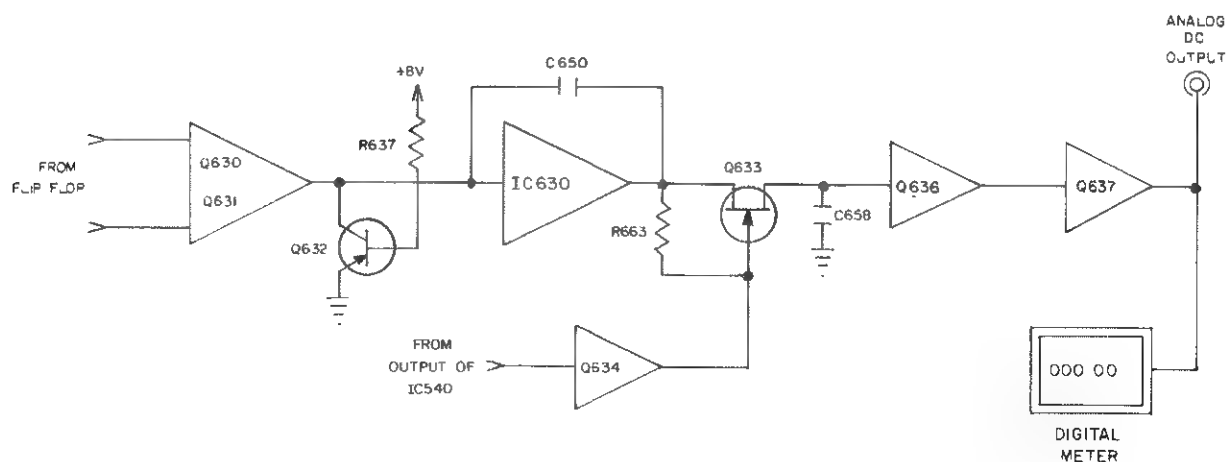 ANALOG
DC
OUTPUT
C650
+8V
R637
Q630
Q631
FROM
FLIP FLOP
IC630
Q633
Q636
Q637
Q632
R663
C658
FROM
OUTPUT OF
IC540
Q634
000 00
DIGITAL
METER